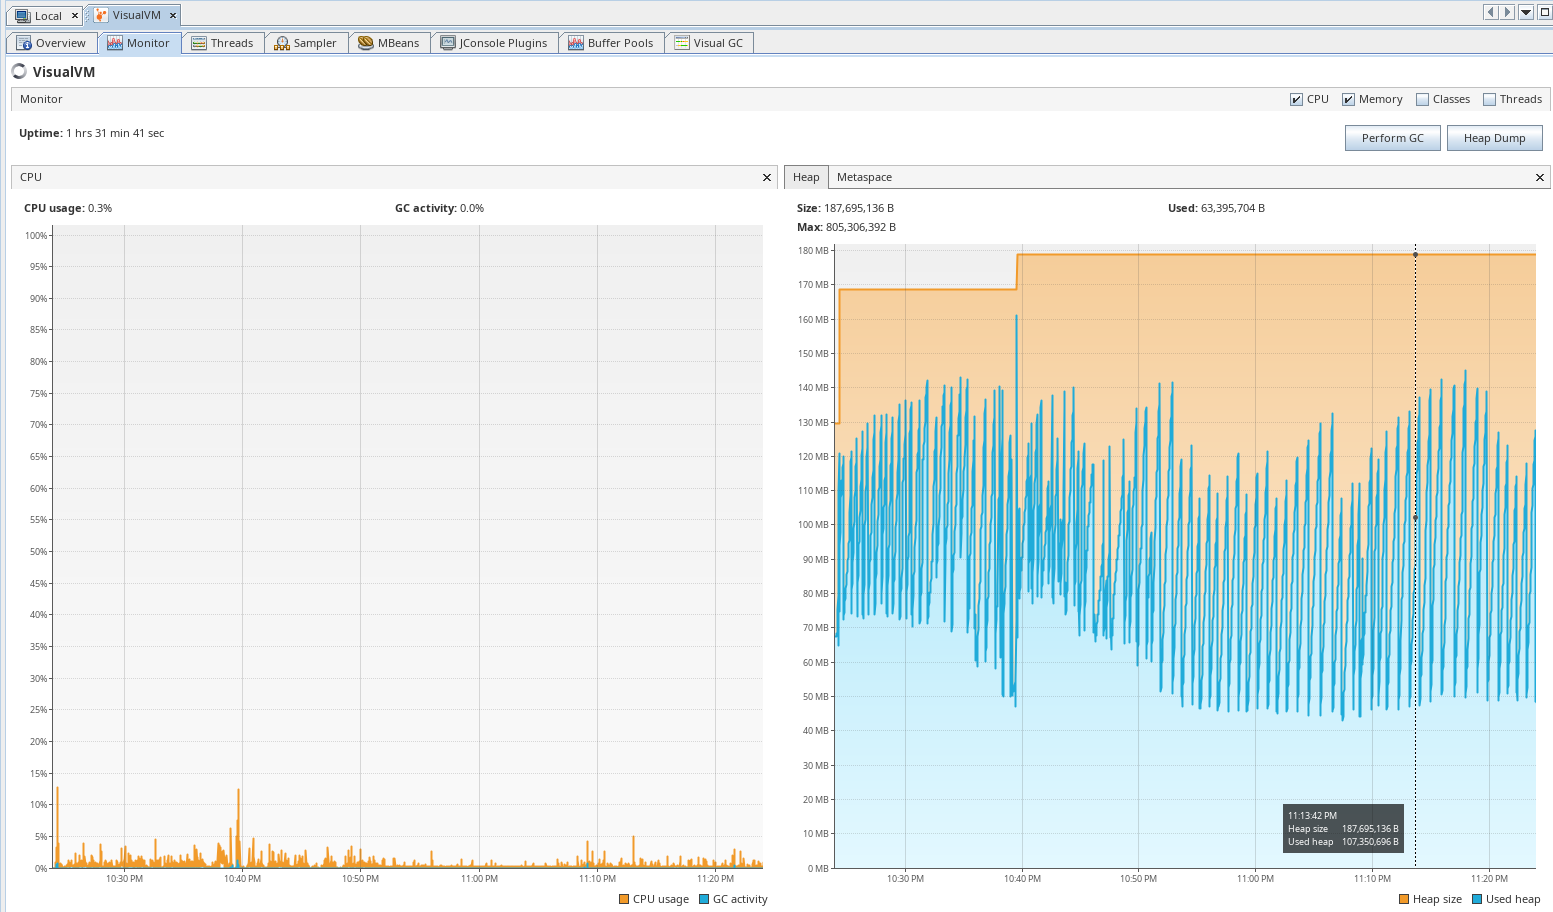 Local
VisualVM
Overview
Monitor
Threads
Sampler
MBeans
JConsole Plugins
Buffer Pools
Visual GC
VisualVM
Monitor
CPU
Memory
Classes
Threads
Uptime: 1 hrs 31 min 41 sec
Perform GC
Heap Dump
CPU
CPU usage: 0.3%
GC activity: 0.0%
100%
95%
90%
85%
80%
75%
70%
65%
60%
55%
50%
45%
40%
35%
30%
25%
20%
15%
10%
5%
0%
10:30 PM
10:40 PM
10:50 PM
11:00 PM
11:10 PM
11:20 PM
CPU usage
GC activity
Heap
Metaspace
Size: 187,695,136 B
Used: 63,395,704 B
Max: 805,306,392 B
180 MB
170 MB
160 MB
150 MB
140 MB
130 MB
120 MB
110 MB
100 MB
90 MB
80 MB
70 MB
60 MB
50 MB
40 MB
30 MB
20 MB
10 MB
0 MB
11:13:42 PM
Heap size 187,695,136 B
Used heap 107,350,696 B
10:30 PM
10:40 PM
10:50 PM
11:00 PM
11:10 PM
11:20 PM
Heap size
Used heap